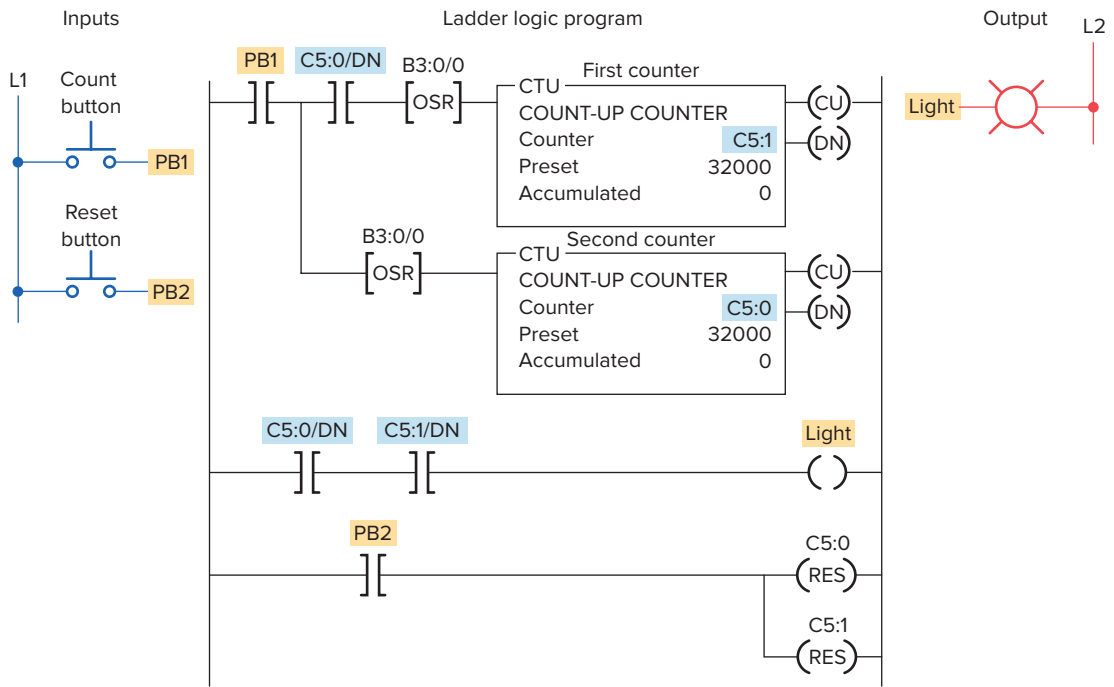 Inputs
Ladder logic program
Output
L1
Count
button
PB1
Reset
button
PB2
PB1
C5:0/DN
B3:0/0
OSR
First counter
CTU
COUNT-UP COUNTER
Counter C5:1
Preset 32000
Accumulated 0
CU
DN
B3:0/0
OSR
Second counter
CTU
COUNT-UP COUNTER
Counter C5:0
Preset 32000
Accumulated 0
CU
DN
C5:0/DN
C5:1/DN
Light
PB2
C5:0
RES
C5:1
RES
L2
Light